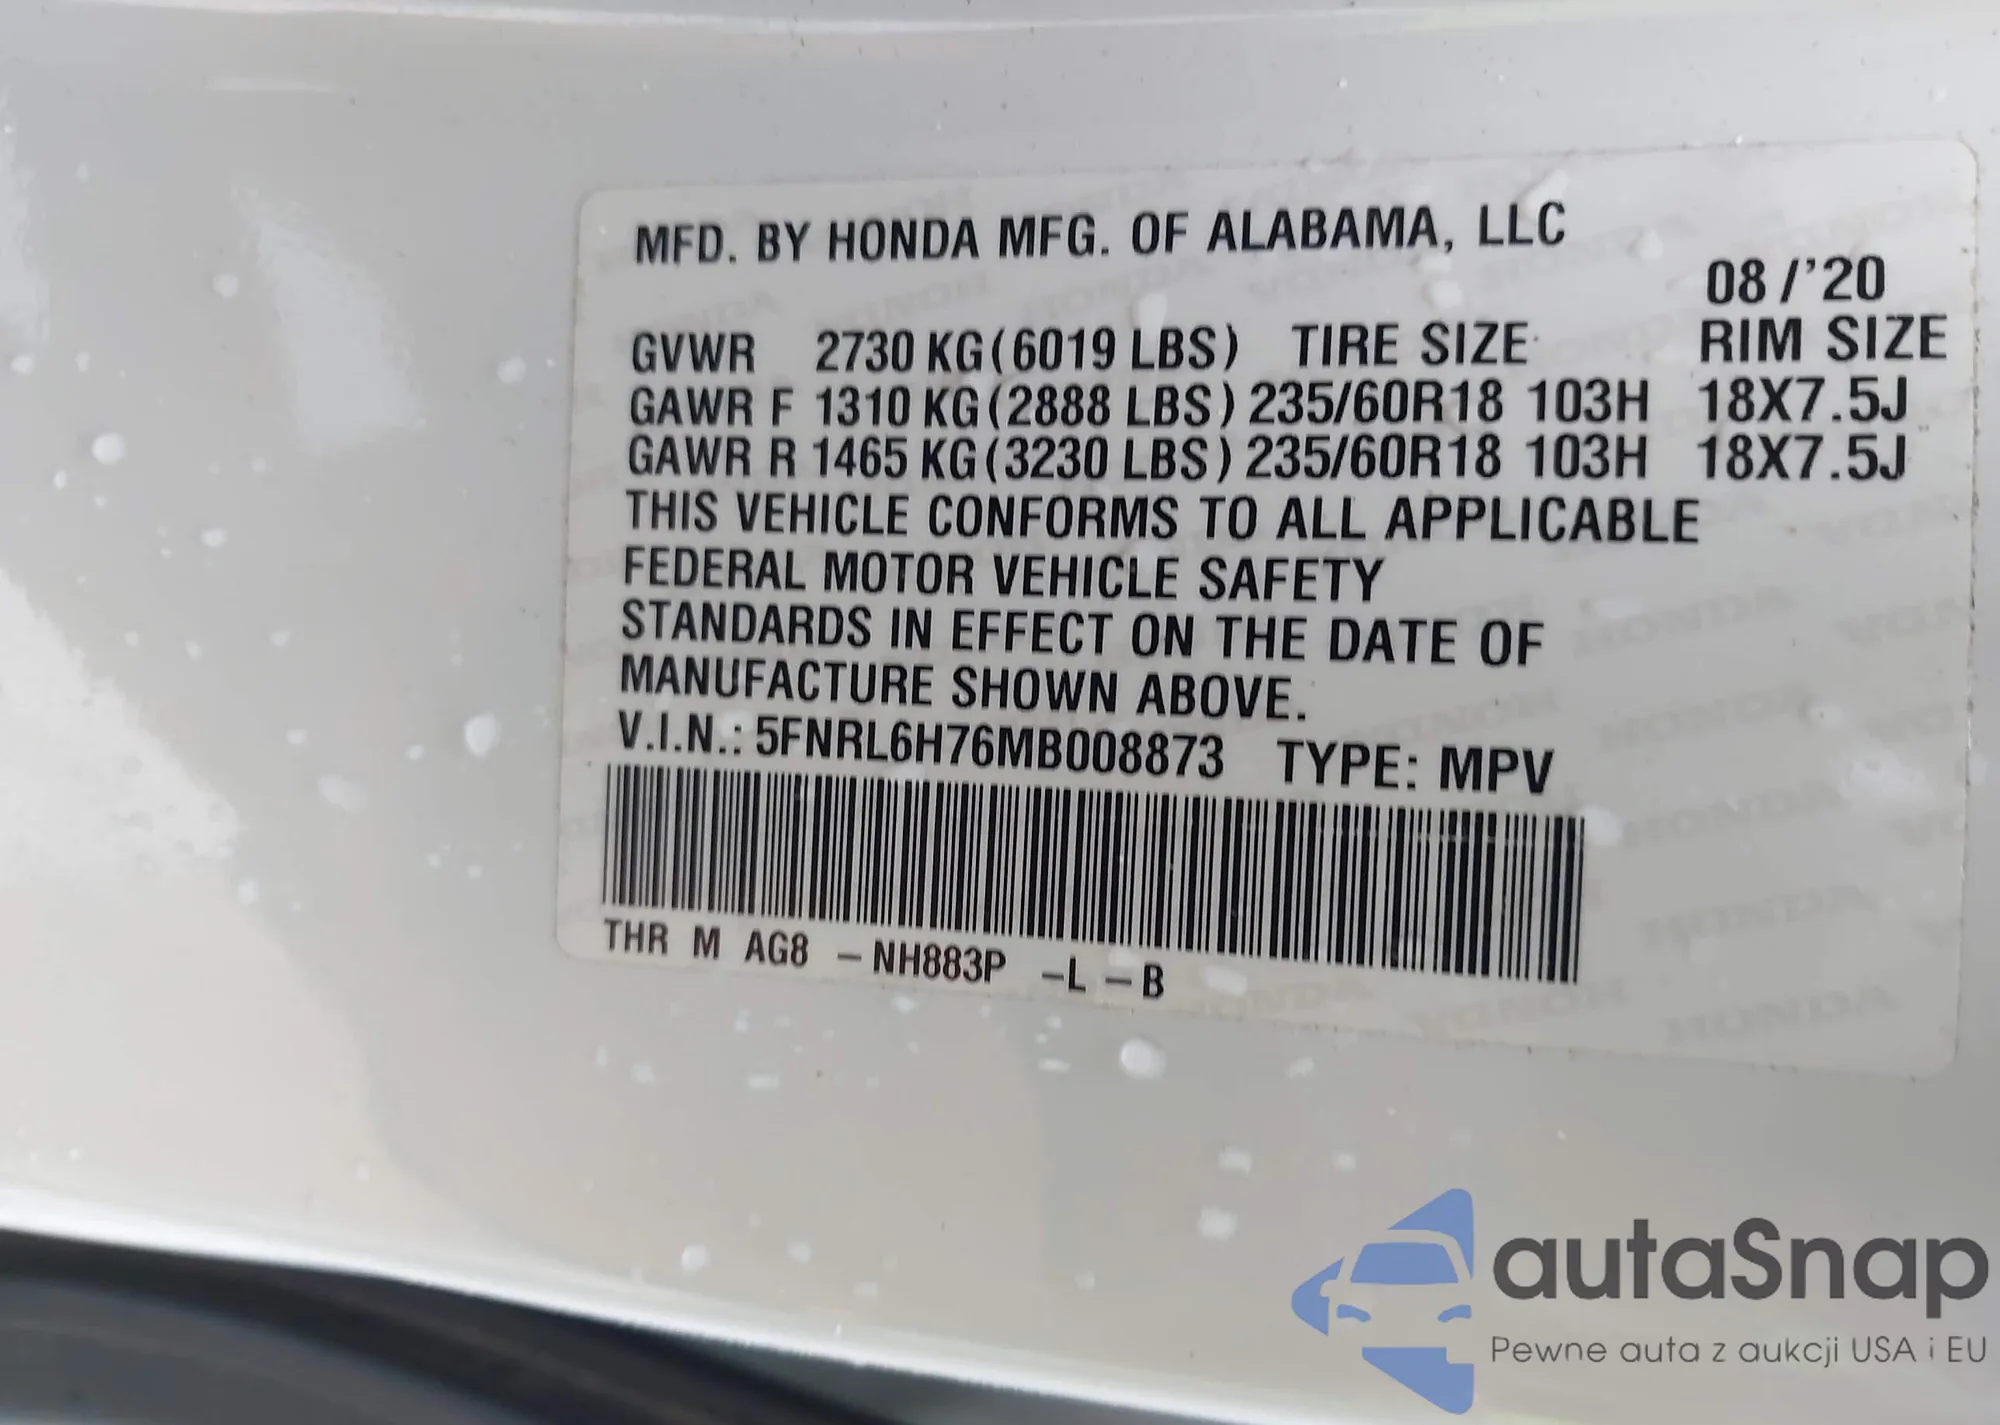 MFD. BY HONDA MFG. OF ALABAMA, LLC
08/'20
GVWR 2730 KG(6019 LBS) TIRE SIZE RIM SIZE
GAWR F 1310 KG(2888 LBS) 235/60R18 103H 18X7.5J
GAWR R 1465 KG(3230 LBS) 235/60R18 103H 18X7.5J
THIS VEHICLE CONFORMS TO ALL APPLICABLE
FEDERAL MOTOR VEHICLE SAFETY
STANDARDS IN EFFECT ON THE DATE OF
MANUFACTURE SHOWN ABOVE.
V.I.N.: 5FNRL6H76MB008873 TYPE: MPV
THR M AG8 -NH883P -L-B
autaSnap
Pewne auta z aukcji USA i EU